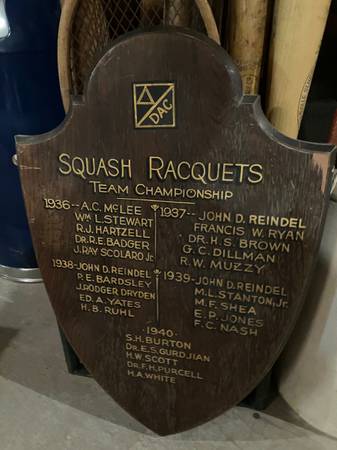 DAC
SQUASH RACQUETS
TEAM CHAMPIONSHIP
1936--A.C. McLEE
WM L. STEWART
R.J. HARTZELL
DR. R.E. BADGER
J. RAY SCOLARO JR.
1937--JOHN D. REINDEL
FRANCIS W. RYAN
DR. H.S. BROWN
G.C. DILLMAN
R.W. MUZZY
1938--JOHN D. REINDEL
P.E. BARDSLEY
J. RODGER DRYDEN
ED. A. YATES
H.B. RUHL
1939-JOHN D. REINDEL
M.L. STANTON, JR.
M.F. SHEA
E.P. JONES
F.C. NASH
1940
S.H. BURTON
DR. E.S. GURDJIAN
H.W. SCOTT
DR. F.H. PURCELL
H.A. WHITE